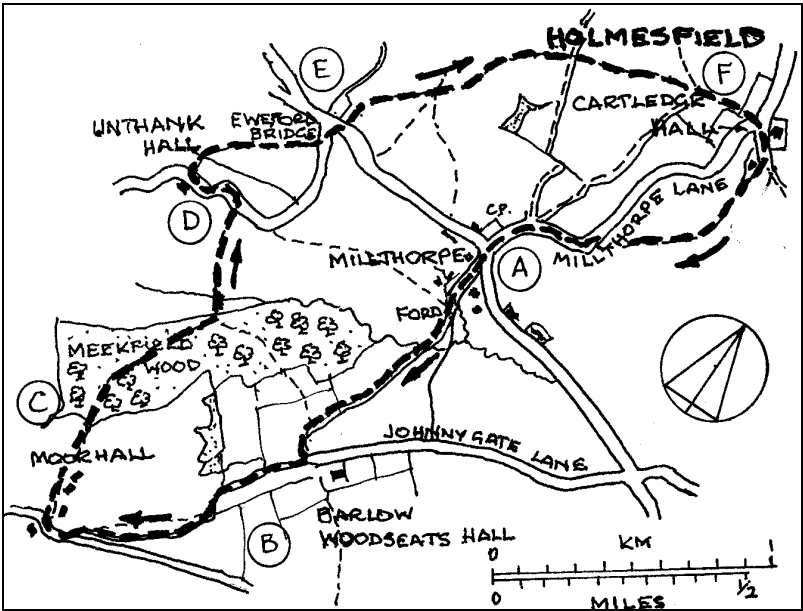 HOLMESFIELD
E
F
UNTHANK
HALL
EWEFORD
BRIDGE
CARTLEDGE
HALL
D
C.P.
MILLTHORPE LANE
MILLTHORPE
A
FORD
MEEKFIELD
WOOD
C
MOORHALL
JOHNNYGATE LANE
B
BARLOW
WOODSEATS HALL
0
KM
1
0
MILES
1/2